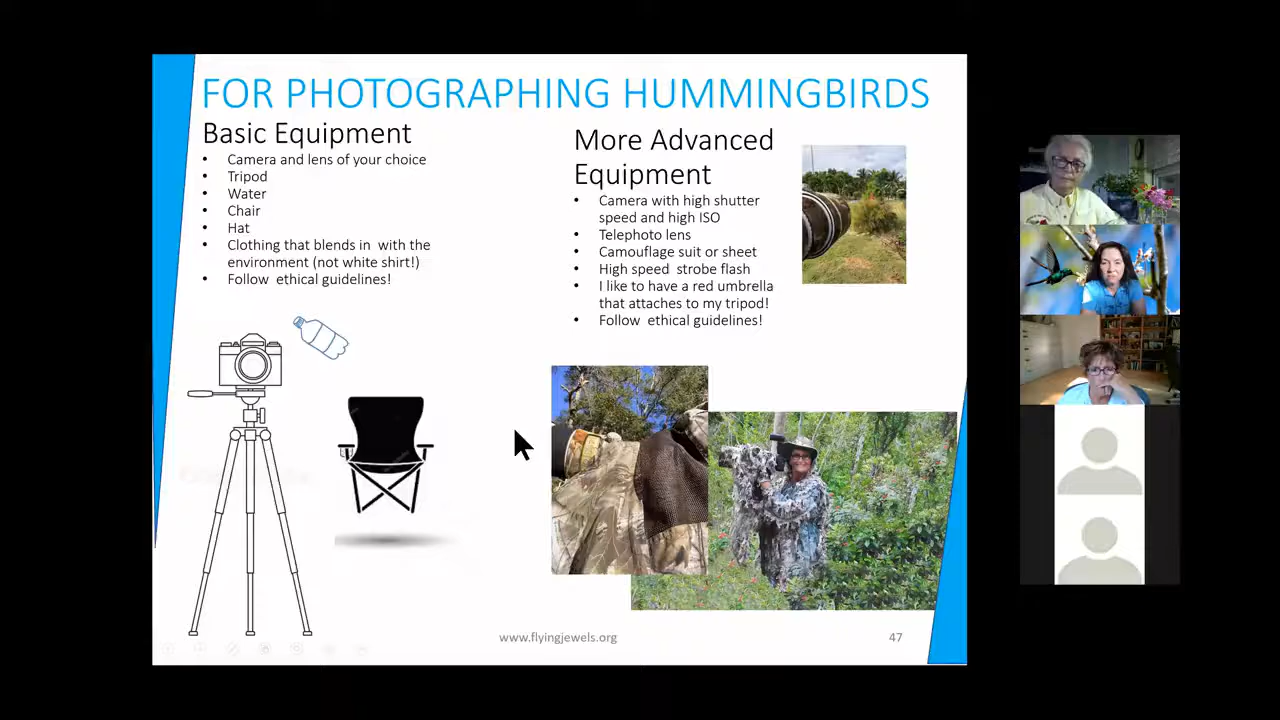 FOR PHOTOGRAPHING HUMMINGBIRDS
Basic Equipment
• Camera and lens of your choice
• Tripod
• Water
• Chair
• Hat
• Clothing that blends in with the
environment (not white shirt!)
• Follow ethical guidelines!
More Advanced
Equipment
• Camera with high shutter
speed and high ISO
• Telephoto lens
• Camouflage suit or sheet
• High speed strobe flash
• I like to have a red umbrella
that attaches to my tripod!
• Follow ethical guidelines!
www.flyingjewels.org
47